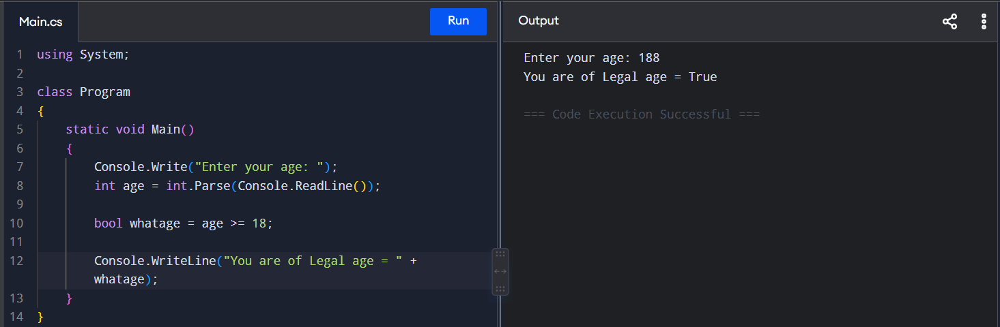 Main.cs
Run
1 using System;
2
3 class Program
4 {
5     static void Main()
6     {
7         Console.Write("Enter your age: ");
8         int age = int.Parse(Console.ReadLine());
9
10         bool whatage = age >= 18;
11
12         Console.WriteLine("You are of Legal age = " +
whatage);
13     }
14 }
Output
Enter your age: 188
You are of Legal age = True
=== Code Execution Successful ===